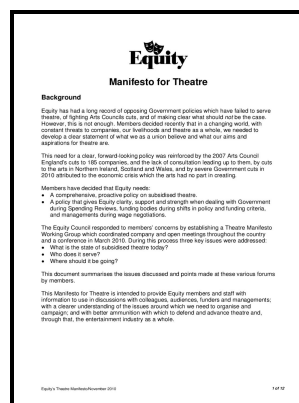 Equity
Manifesto for Theatre
Background
Equity has had a long record of opposing Government policies which have failed to serve
theatre, of fighting Arts Councils cuts, and of making clear what should not be the case.
However, this is not enough. Members decided recently that in a changing world, with
constant threats to companies, our livelihoods and theatre as a whole, we needed to
develop a clear statement of what we as a union believe and what our aims and
aspirations for theatre are.
This need for a clear, forward-looking policy was reinforced by the 2007 Arts Council
England's cuts to 185 companies, and the lack of consultation leading up to them, by cuts
to the arts in Northern Ireland, Scotland and Wales, and by severe Government cuts in
2010 attributed to the economic crisis which the arts had no part in creating.
Members have decided that Equity needs:
• A comprehensive, proactive policy on subsidised theatre.
• A policy that gives Equity clarity, support and strength when dealing with Government
during Spending Reviews, funding bodies during shifts in policy and funding criteria,
and managements during wage negotiations.
The Equity Council responded to members' concerns by establishing a Theatre Manifesto
Working Group which coordinated company and open meetings throughout the country
and a conference in March 2010. During this process three key issues were addressed:
• What is the state of subsidised theatre today?
• Who does it serve?
• Where should it be going?
This document summarises the issues discussed and points made at these various forums
by members.
This Manifesto for Theatre is intended to provide Equity members and staff with
information to use in discussions with colleagues, audiences, funders and managements;
with a clearer understanding of the issues around which we need to organise and
campaign; and with better ammunition with which to defend and advance theatre and,
through that, the entertainment industry as a whole.
Equity's Theatre Manifesto/November 2010
1 of 12